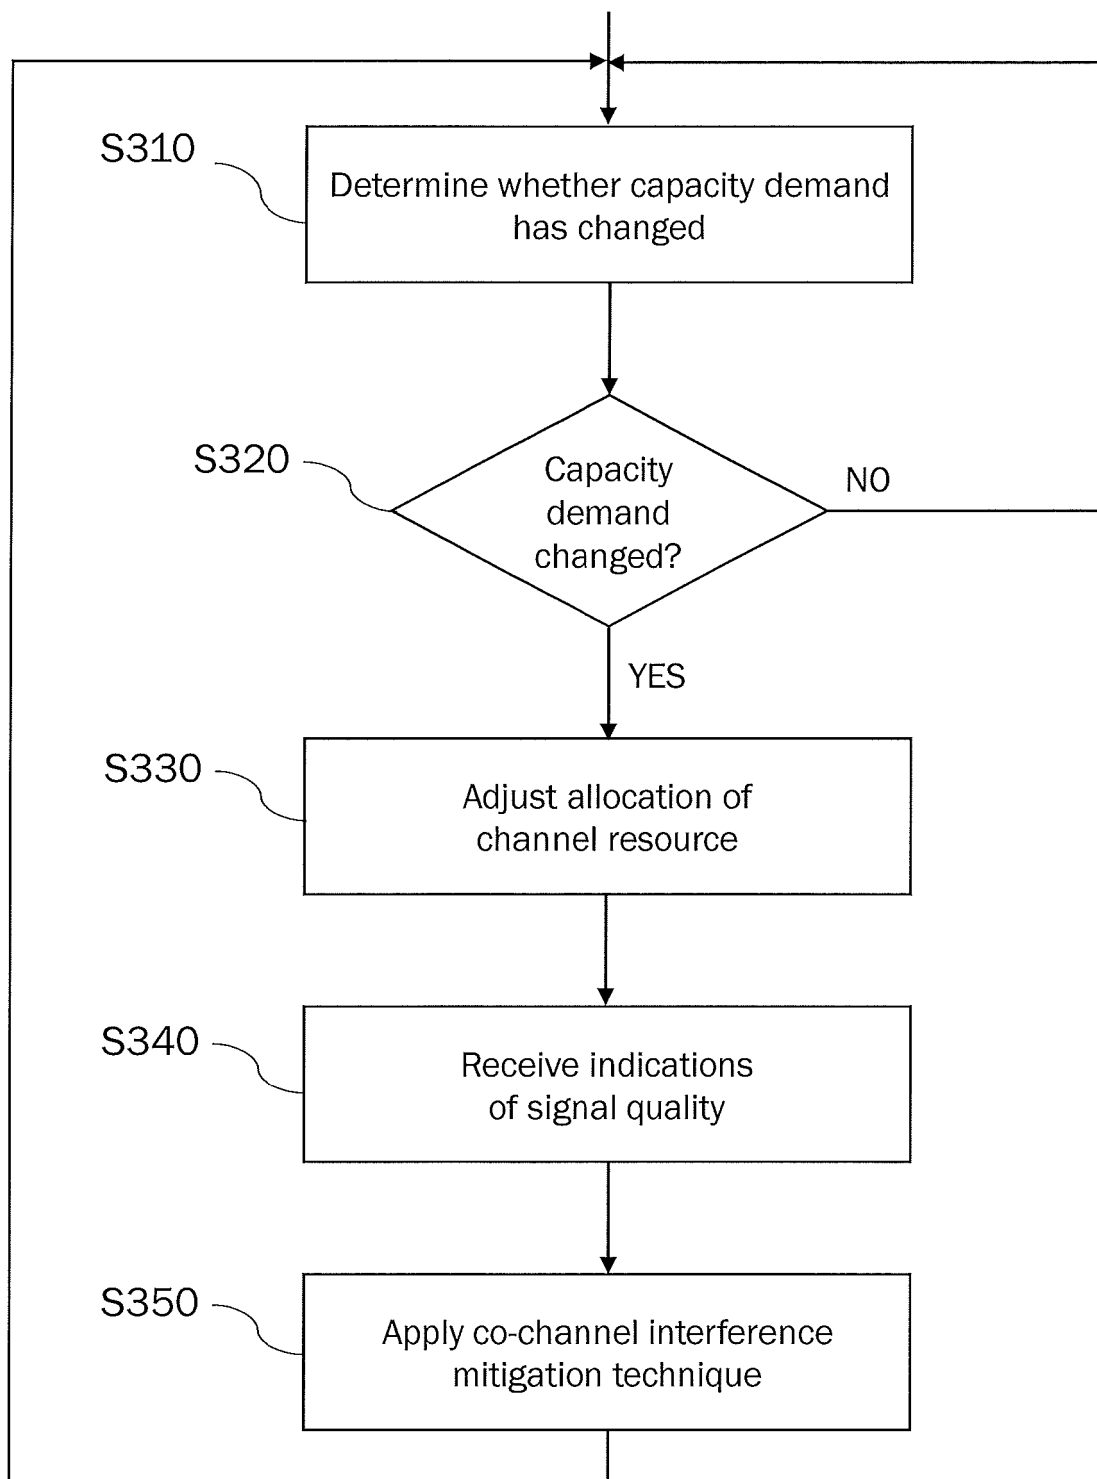 S310
Determine whether capacity demand
has changed
S320
Capacity
demand
changed?
NO
YES
S330
Adjust allocation of
channel resource
S340
Receive indications
of signal quality
S350
Apply co-channel interference
mitigation technique